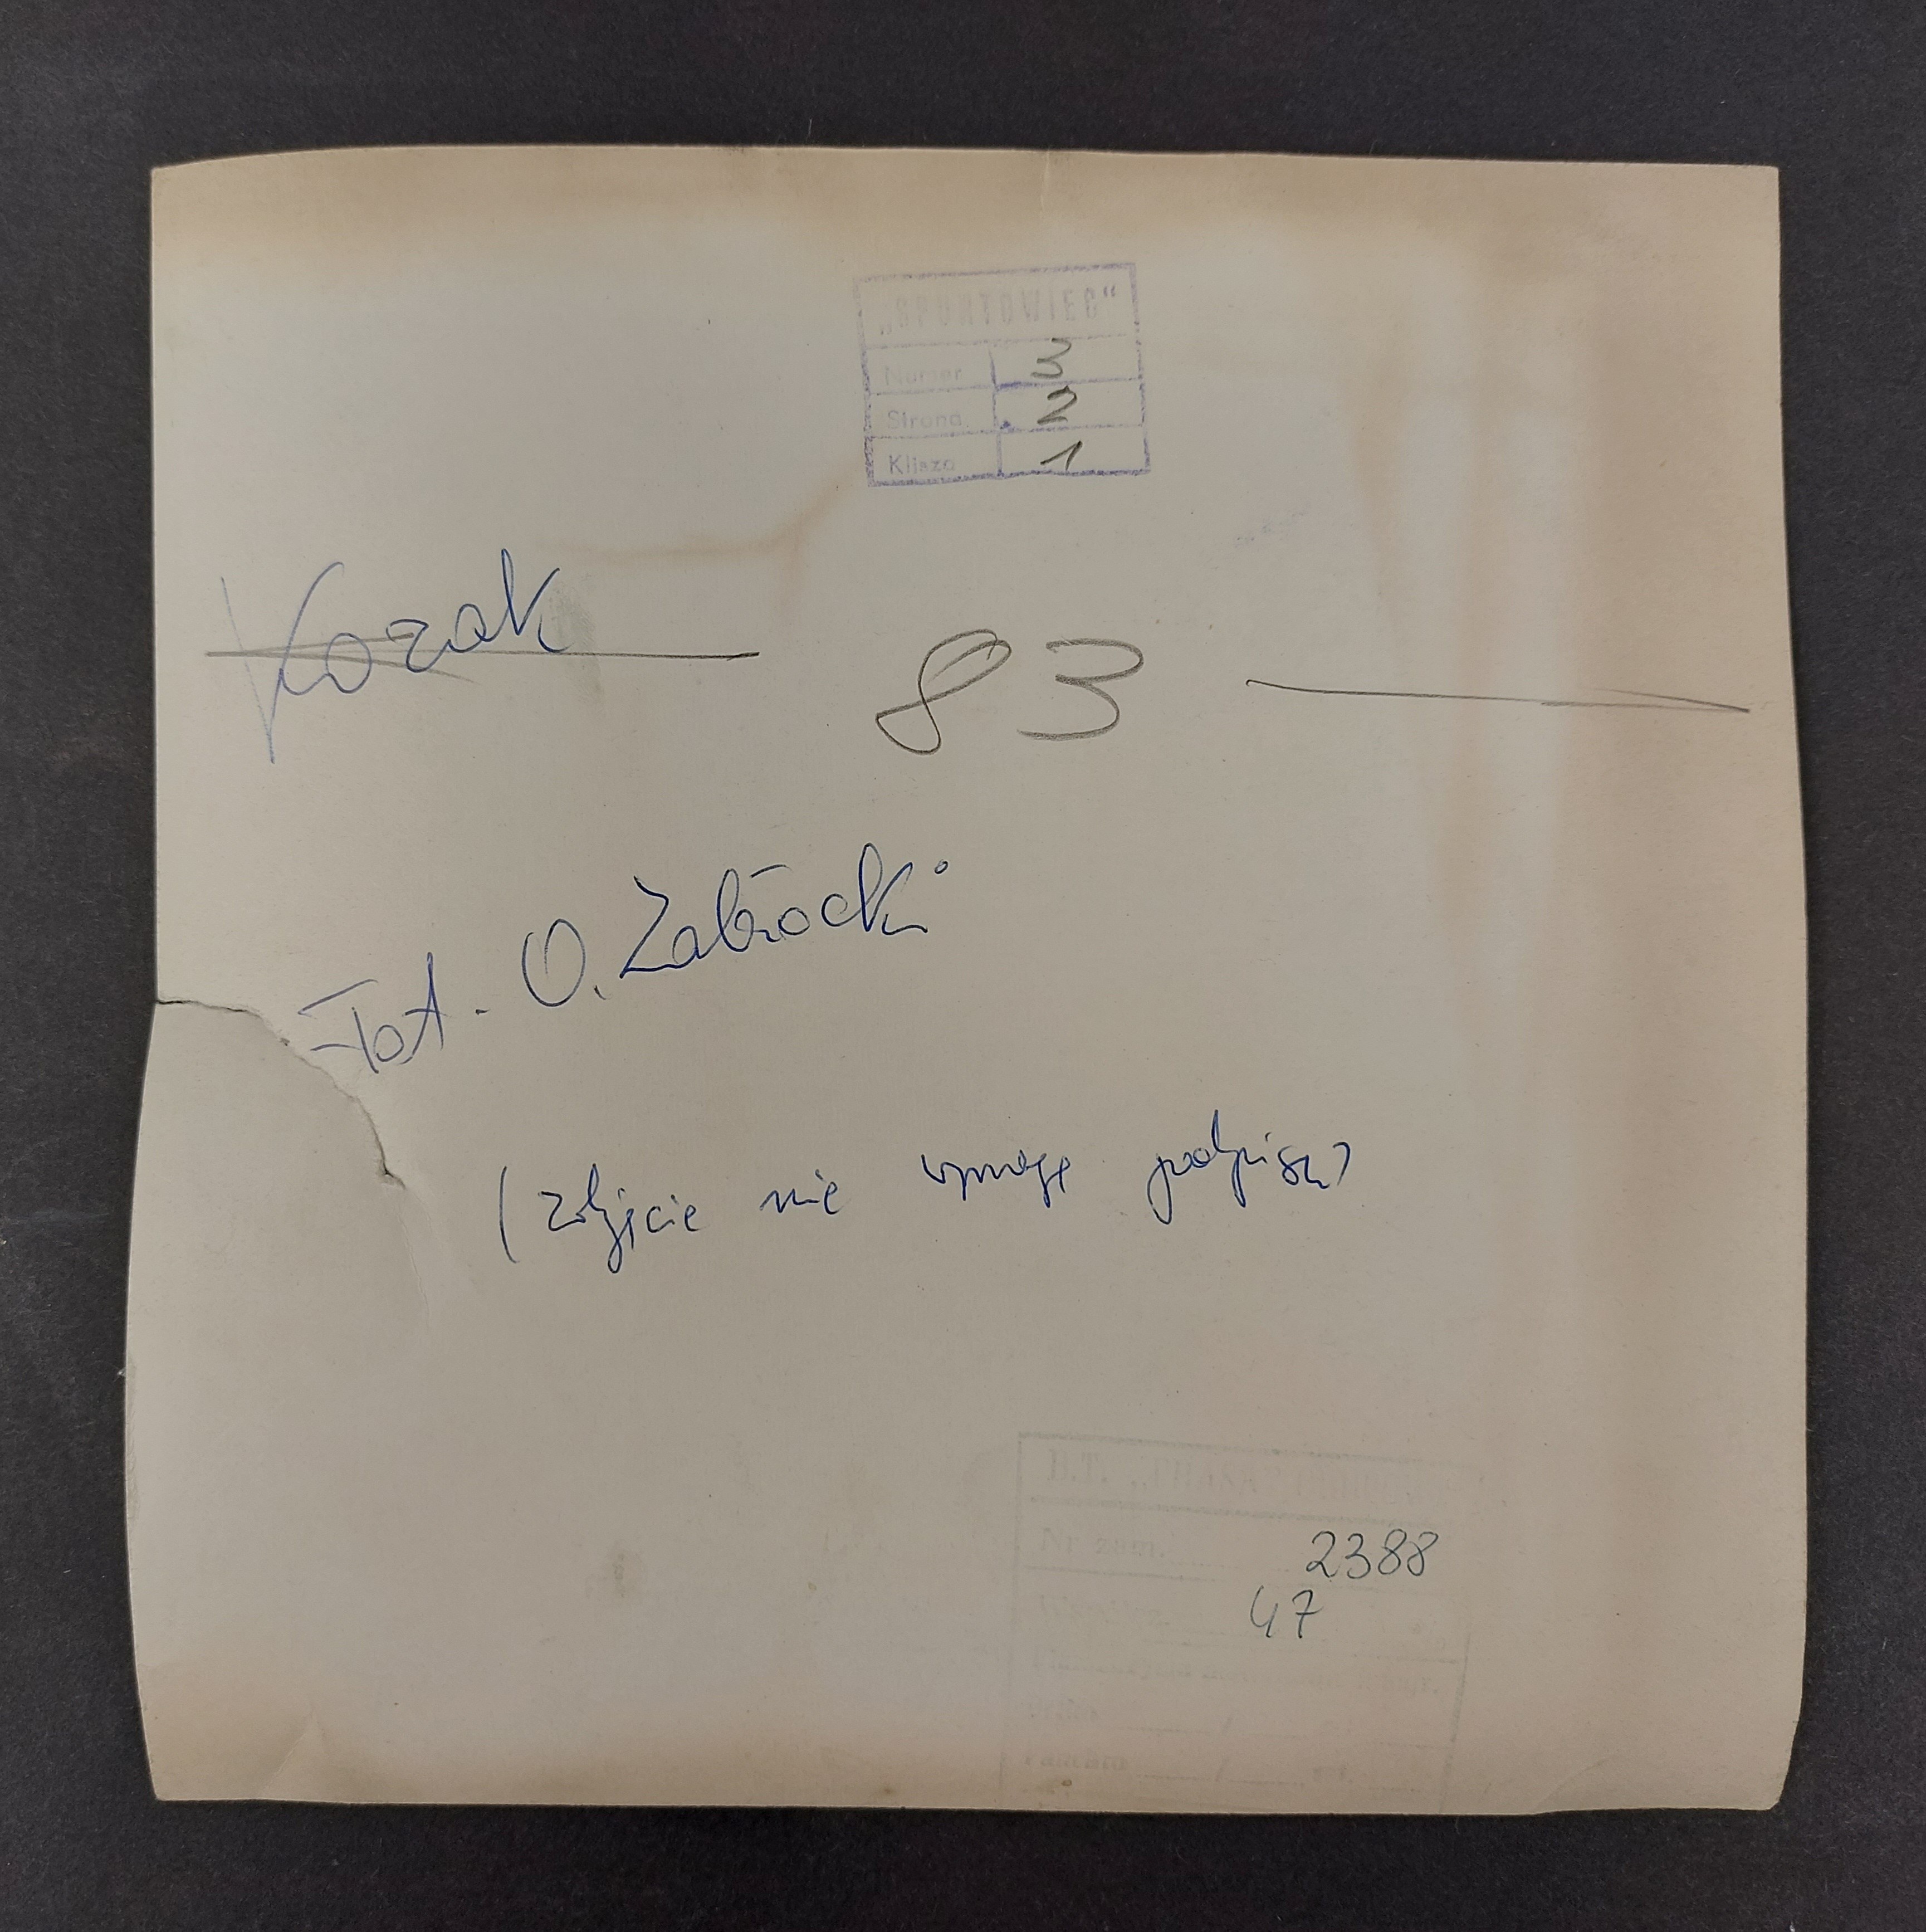 „SPORTOWIEC“
Numer 3
Strona 2
Klisza 1
Kozak
83
Fot. O. Zabłocki
(Zdjęcie nie wymaga podpisu)
Nr zam.
2388
47